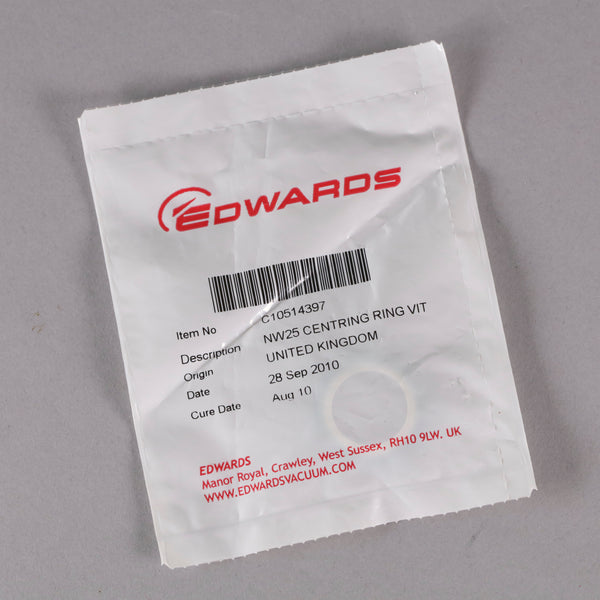 EDWARDS
Item No C10514397
Description NW25 CENTRING RING VIT
Origin UNITED KINGDOM
Date 28 Sep 2010
Cure Date Aug 10
EDWARDS
Manor Royal, Crawley, West Sussex, RH10 9LW. UK
WWW.EDWARDSVACUUM.COM